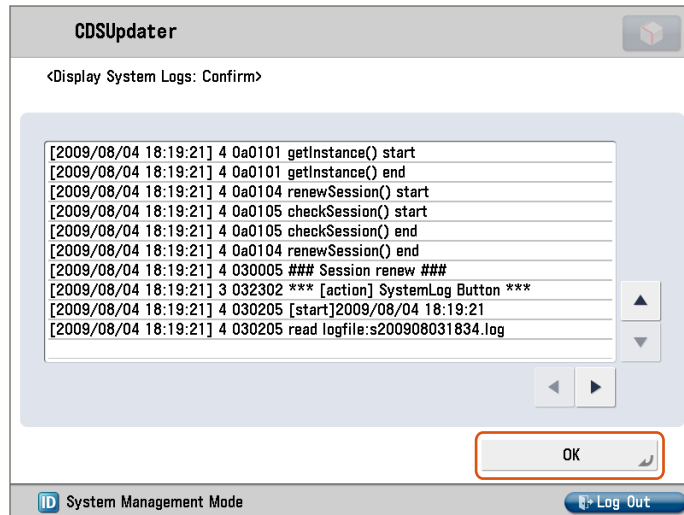 CDSUpdater
<Display System Logs: Confirm>
[2009/08/04 18:19:21] 4 0a0101 getInstance() start
[2009/08/04 18:19:21] 4 0a0101 getInstance() end
[2009/08/04 18:19:21] 4 0a0104 renewSession() start
[2009/08/04 18:19:21] 4 0a0105 checkSession() start
[2009/08/04 18:19:21] 4 0a0105 checkSession() end
[2009/08/04 18:19:21] 4 0a0104 renewSession() end
[2009/08/04 18:19:21] 4 030005 ### Session renew ###
[2009/08/04 18:19:21] 3 032302 *** [action] SystemLog Button ***
[2009/08/04 18:19:21] 4 030205 [start]2009/08/04 18:19:21
[2009/08/04 18:19:21] 4 030205 read logfile:s200908031834.log
OK
ID System Management Mode
Log Out